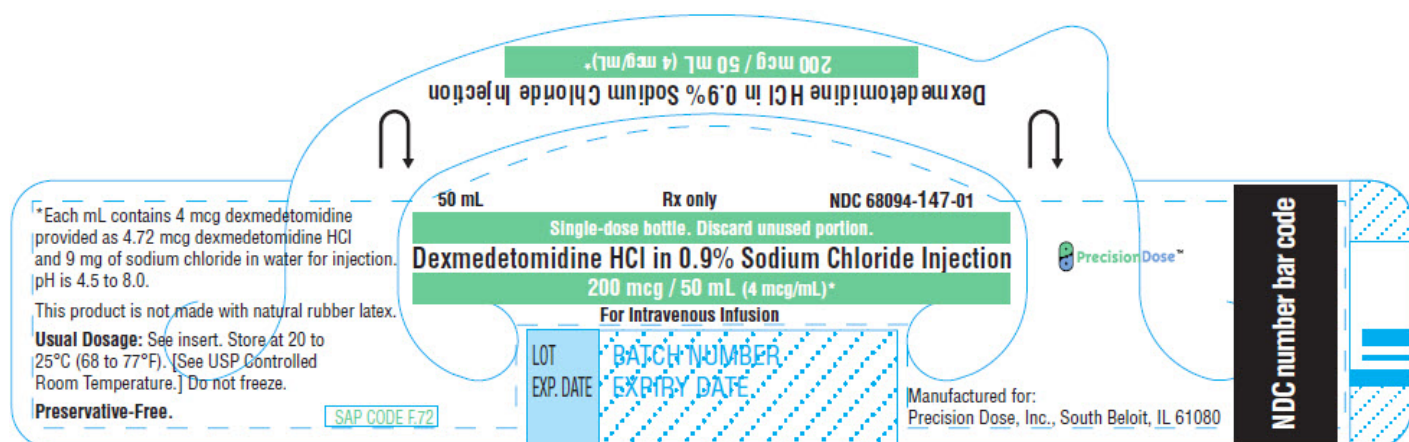 200 mcg / 50 mL (4 mcg/mL)*
Dexmedetomidine HCl in 0.9% Sodium Chloride Injection
*Each mL contains 4 mcg dexmedetomidine
provided as 4.72 mcg dexmedetomidine HCl
and 9 mg of sodium chloride in water for injection.
pH is 4.5 to 8.0.
This product is not made with natural rubber latex.
Usual Dosage: See insert. Store at 20 to
25°C (68 to 77°F). [See USP Controlled
Room Temperature.] Do not freeze.
Preservative-Free.
SAP CODE F.72
50 mL Rx only NDC 68094-147-01
Single-dose bottle. Discard unused portion.
Dexmedetomidine HCl in 0.9% Sodium Chloride Injection
200 mcg / 50 mL (4 mcg/mL)*
For Intravenous Infusion
LOT BATCH NUMBER
EXP. DATE EXPIRY DATE
PrecisionDose™
Manufactured for:
Precision Dose, Inc., South Beloit, IL 61080
NDC number bar code